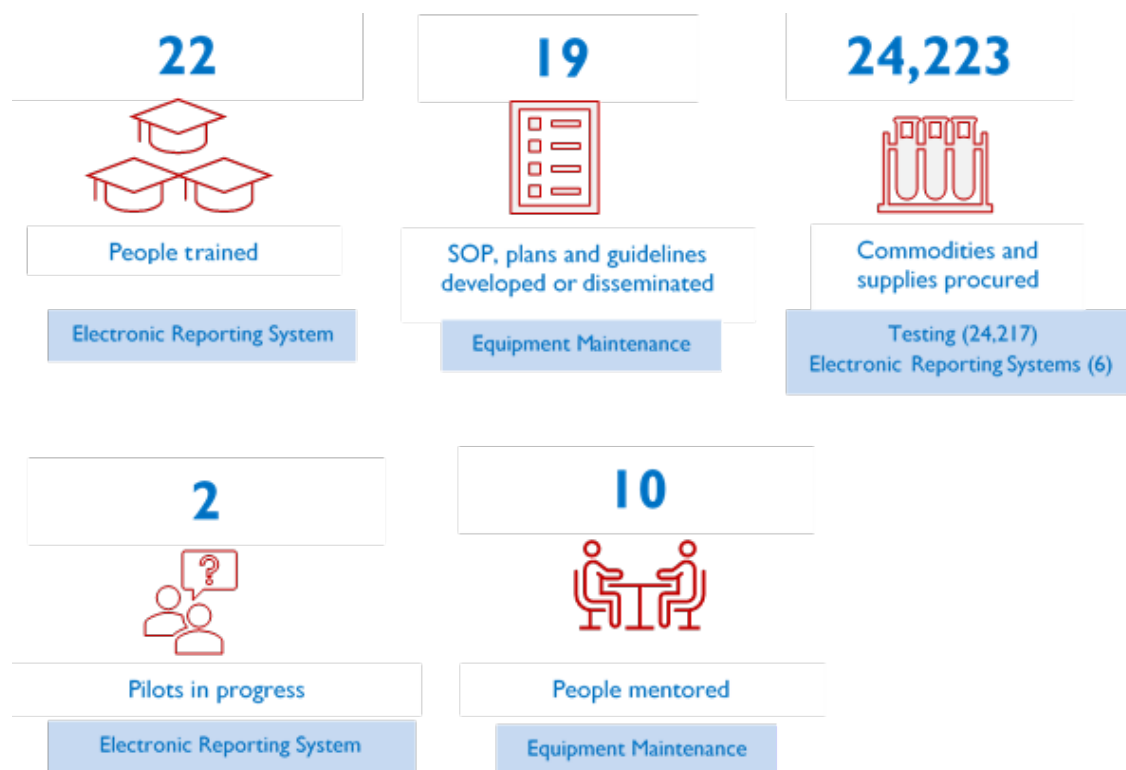 22
19
24,223
People trained
SOP, plans and guidelines
developed or disseminated
Commodities and
supplies procured
Electronic Reporting System
Equipment Maintenance
Testing (24,217)
Electronic Reporting Systems (6)
2
10
?
Pilots in progress
People mentored
Electronic Reporting System
Equipment Maintenance